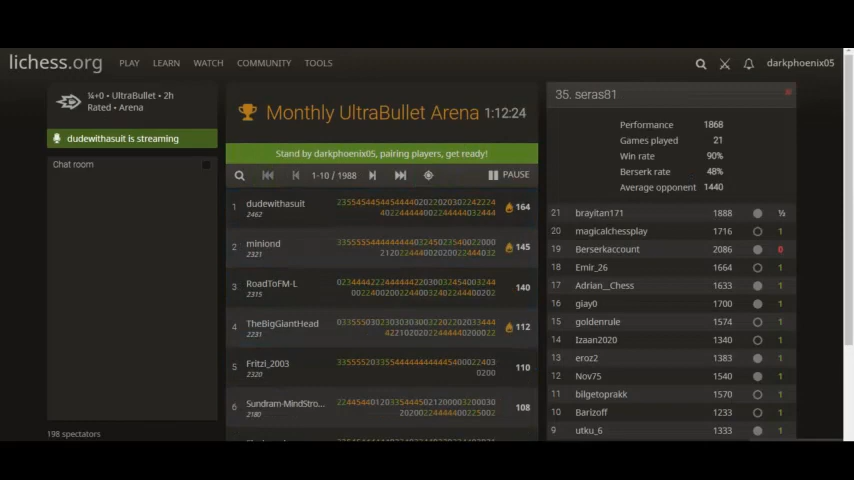 lichess.org PLAY LEARN WATCH COMMUNITY TOOLS darkphoenix05
¼+0 • UltraBullet • 2h
Rated • Arena
dudewithasuit is streaming
Chat room
198 spectators
Monthly UltraBullet Arena 1:12:24
Stand by darkphoenix05, pairing players, get ready!
1-10 / 1988 PAUSE
1 dudewithasuit 164
2462
2 miniond 145
2321
3 RoadToFM-L 140
2315
4 TheBigGiantHead 112
2231
5 Fritzi_2003 110
2320
6 Sundram-MindStro... 108
2180
35. seras81
Performance 1868
Games played 21
Win rate 90%
Berserk rate 48%
Average opponent 1440
21 brayitan171 1888 ½
20 magicalchessplay 1716 1
19 Berserkaccount 2086 0
18 Emir_26 1664 1
17 Adrian__Chess 1633 1
16 giay0 1700 1
15 goldenrule 1574 1
14 Izaan2020 1340 1
13 eroz2 1383 1
12 Nov75 1540 1
11 bilgetoprakk 1570 1
10 Barizoff 1233 1
9 utku_6 1333 1